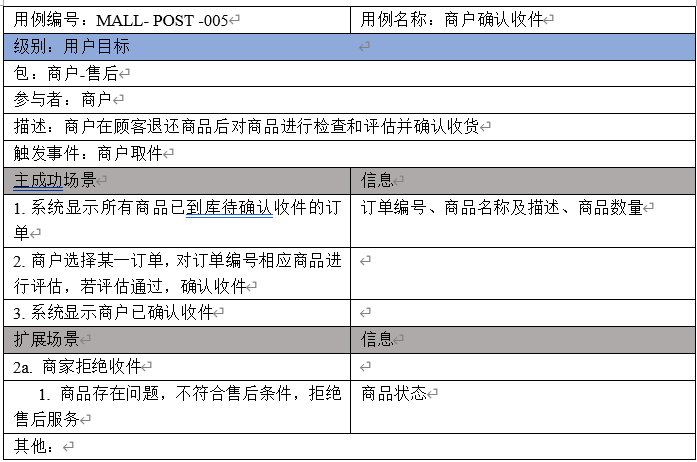 用例编号：MALL- POST -005 用例名称：商户确认收件
级别：用户目标
包：商户-售后
参与者：商户
描述：商户在顾客退还商品后对商品进行检查和评估并确认收货
触发事件：商户取件
主成功场景 信息
1. 系统显示所有商品已到库待确认收件的订 订单编号、商品名称及描述、商品数量
单
2. 商户选择某一订单，对订单编号相应商品进
行评估，若评估通过，确认收件
3. 系统显示商户已确认收件
扩展场景 信息
2a. 商家拒绝收件
1. 商品存在问题，不符合售后条件，拒绝 商品状态
售后服务
其他：